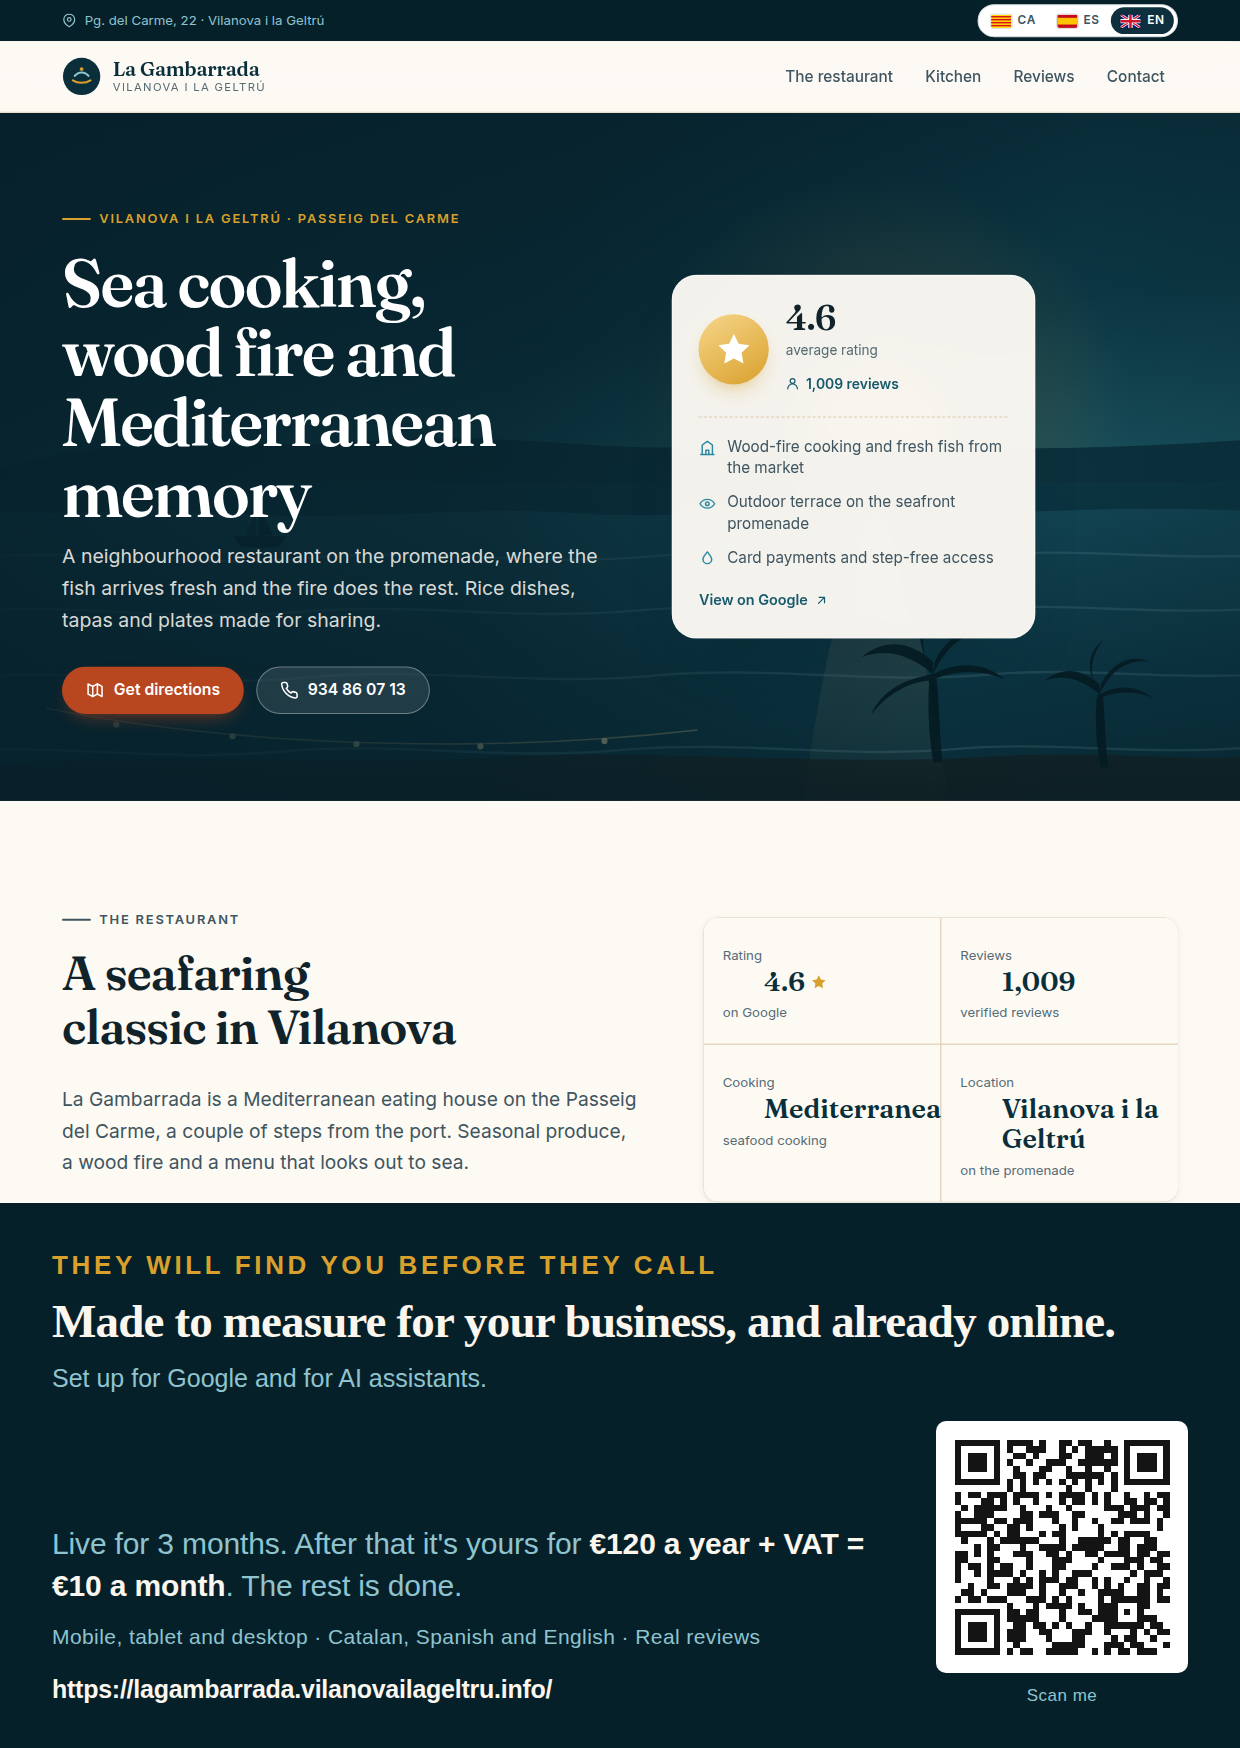 Pg. del Carme, 22 · Vilanova i la Geltrú
CA ES EN
La Gambarrada
VILANOVA I LA GELTRÚ
The restaurant Kitchen Reviews Contact
VILANOVA I LA GELTRÚ · PASSEIG DEL CARME
Sea cooking,
wood fire and
Mediterranean
memory
A neighbourhood restaurant on the promenade, where the
fish arrives fresh and the fire does the rest. Rice dishes,
tapas and plates made for sharing.
Get directions
934 86 07 13
4.6
average rating
1,009 reviews
Wood-fire cooking and fresh fish from
the market
Outdoor terrace on the seafront
promenade
Card payments and step-free access
View on Google
THE RESTAURANT
A seafaring
classic in Vilanova
La Gambarrada is a Mediterranean eating house on the Passeig
del Carme, a couple of steps from the port. Seasonal produce,
a wood fire and a menu that looks out to sea.
Rating
4.6
on Google
Reviews
1,009
verified reviews
Cooking
Mediterranea
seafood cooking
Location
Vilanova i la
Geltrú
on the promenade
THEY WILL FIND YOU BEFORE THEY CALL
Made to measure for your business, and already online.
Set up for Google and for AI assistants.
Live for 3 months. After that it's yours for €120 a year + VAT =
€10 a month. The rest is done.
Mobile, tablet and desktop · Catalan, Spanish and English · Real reviews
https://lagambarrada.vilanovailageltru.info/
Scan me